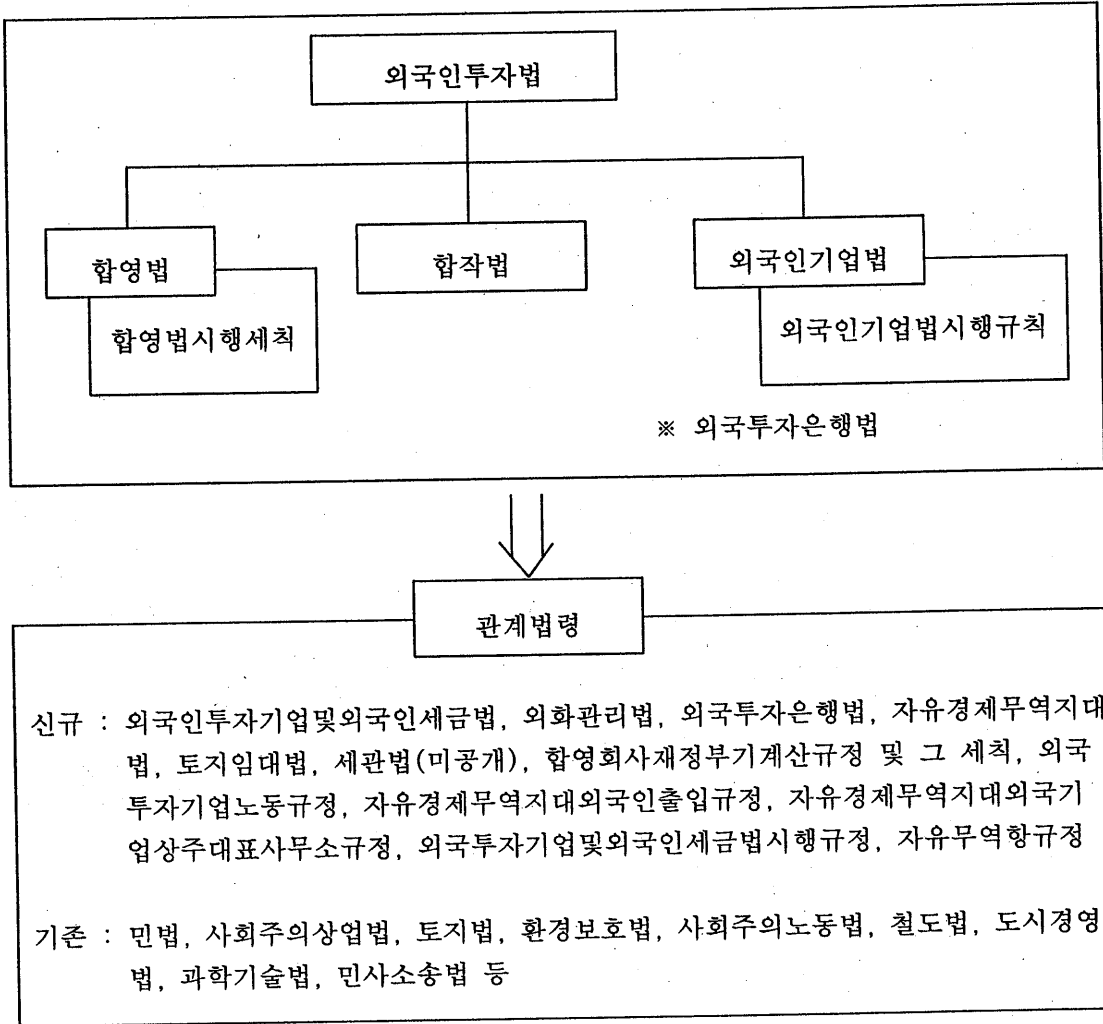 외국인투자법
합영법
합작법
외국인기업법
합영법시행세칙
외국인기업법시행규칙
※ 외국투자은행법
관계법령
신규 : 외국인투자기업및외국인세금법, 외화관리법, 외국투자은행법, 자유경제무역지대
법, 토지임대법, 세관법(미공개), 합영회사재정부기계산규정 및 그 세칙, 외국
투자기업노동규정, 자유경제무역지대외국인출입규정, 자유경제무역지대외국기
업상주대표사무소규정, 외국투자기업및외국인세금법시행규정, 자유무역항규정
기존 : 민법, 사회주의상업법, 토지법, 환경보호법, 사회주의노동법, 철도법, 도시경영
법, 과학기술법, 민사소송법 등